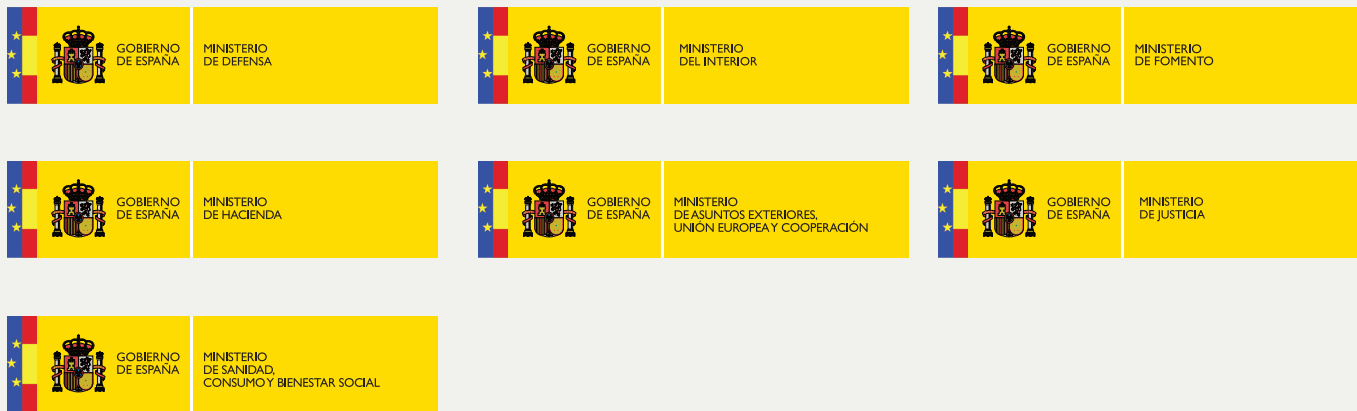 GOBIERNO
DE ESPAÑA
MINISTERIO
DE DEFENSA
GOBIERNO
DE ESPAÑA
MINISTERIO
DEL INTERIOR
GOBIERNO
DE ESPAÑA
MINISTERIO
DE FOMENTO
GOBIERNO
DE ESPAÑA
MINISTERIO
DE HACIENDA
GOBIERNO
DE ESPAÑA
MINISTERIO
DE ASUNTOS EXTERIORES,
UNIÓN EUROPEA Y COOPERACIÓN
GOBIERNO
DE ESPAÑA
MINISTERIO
DE JUSTICIA
GOBIERNO
DE ESPAÑA
MINISTERIO
DE SANIDAD,
CONSUMO Y BIENESTAR SOCIAL